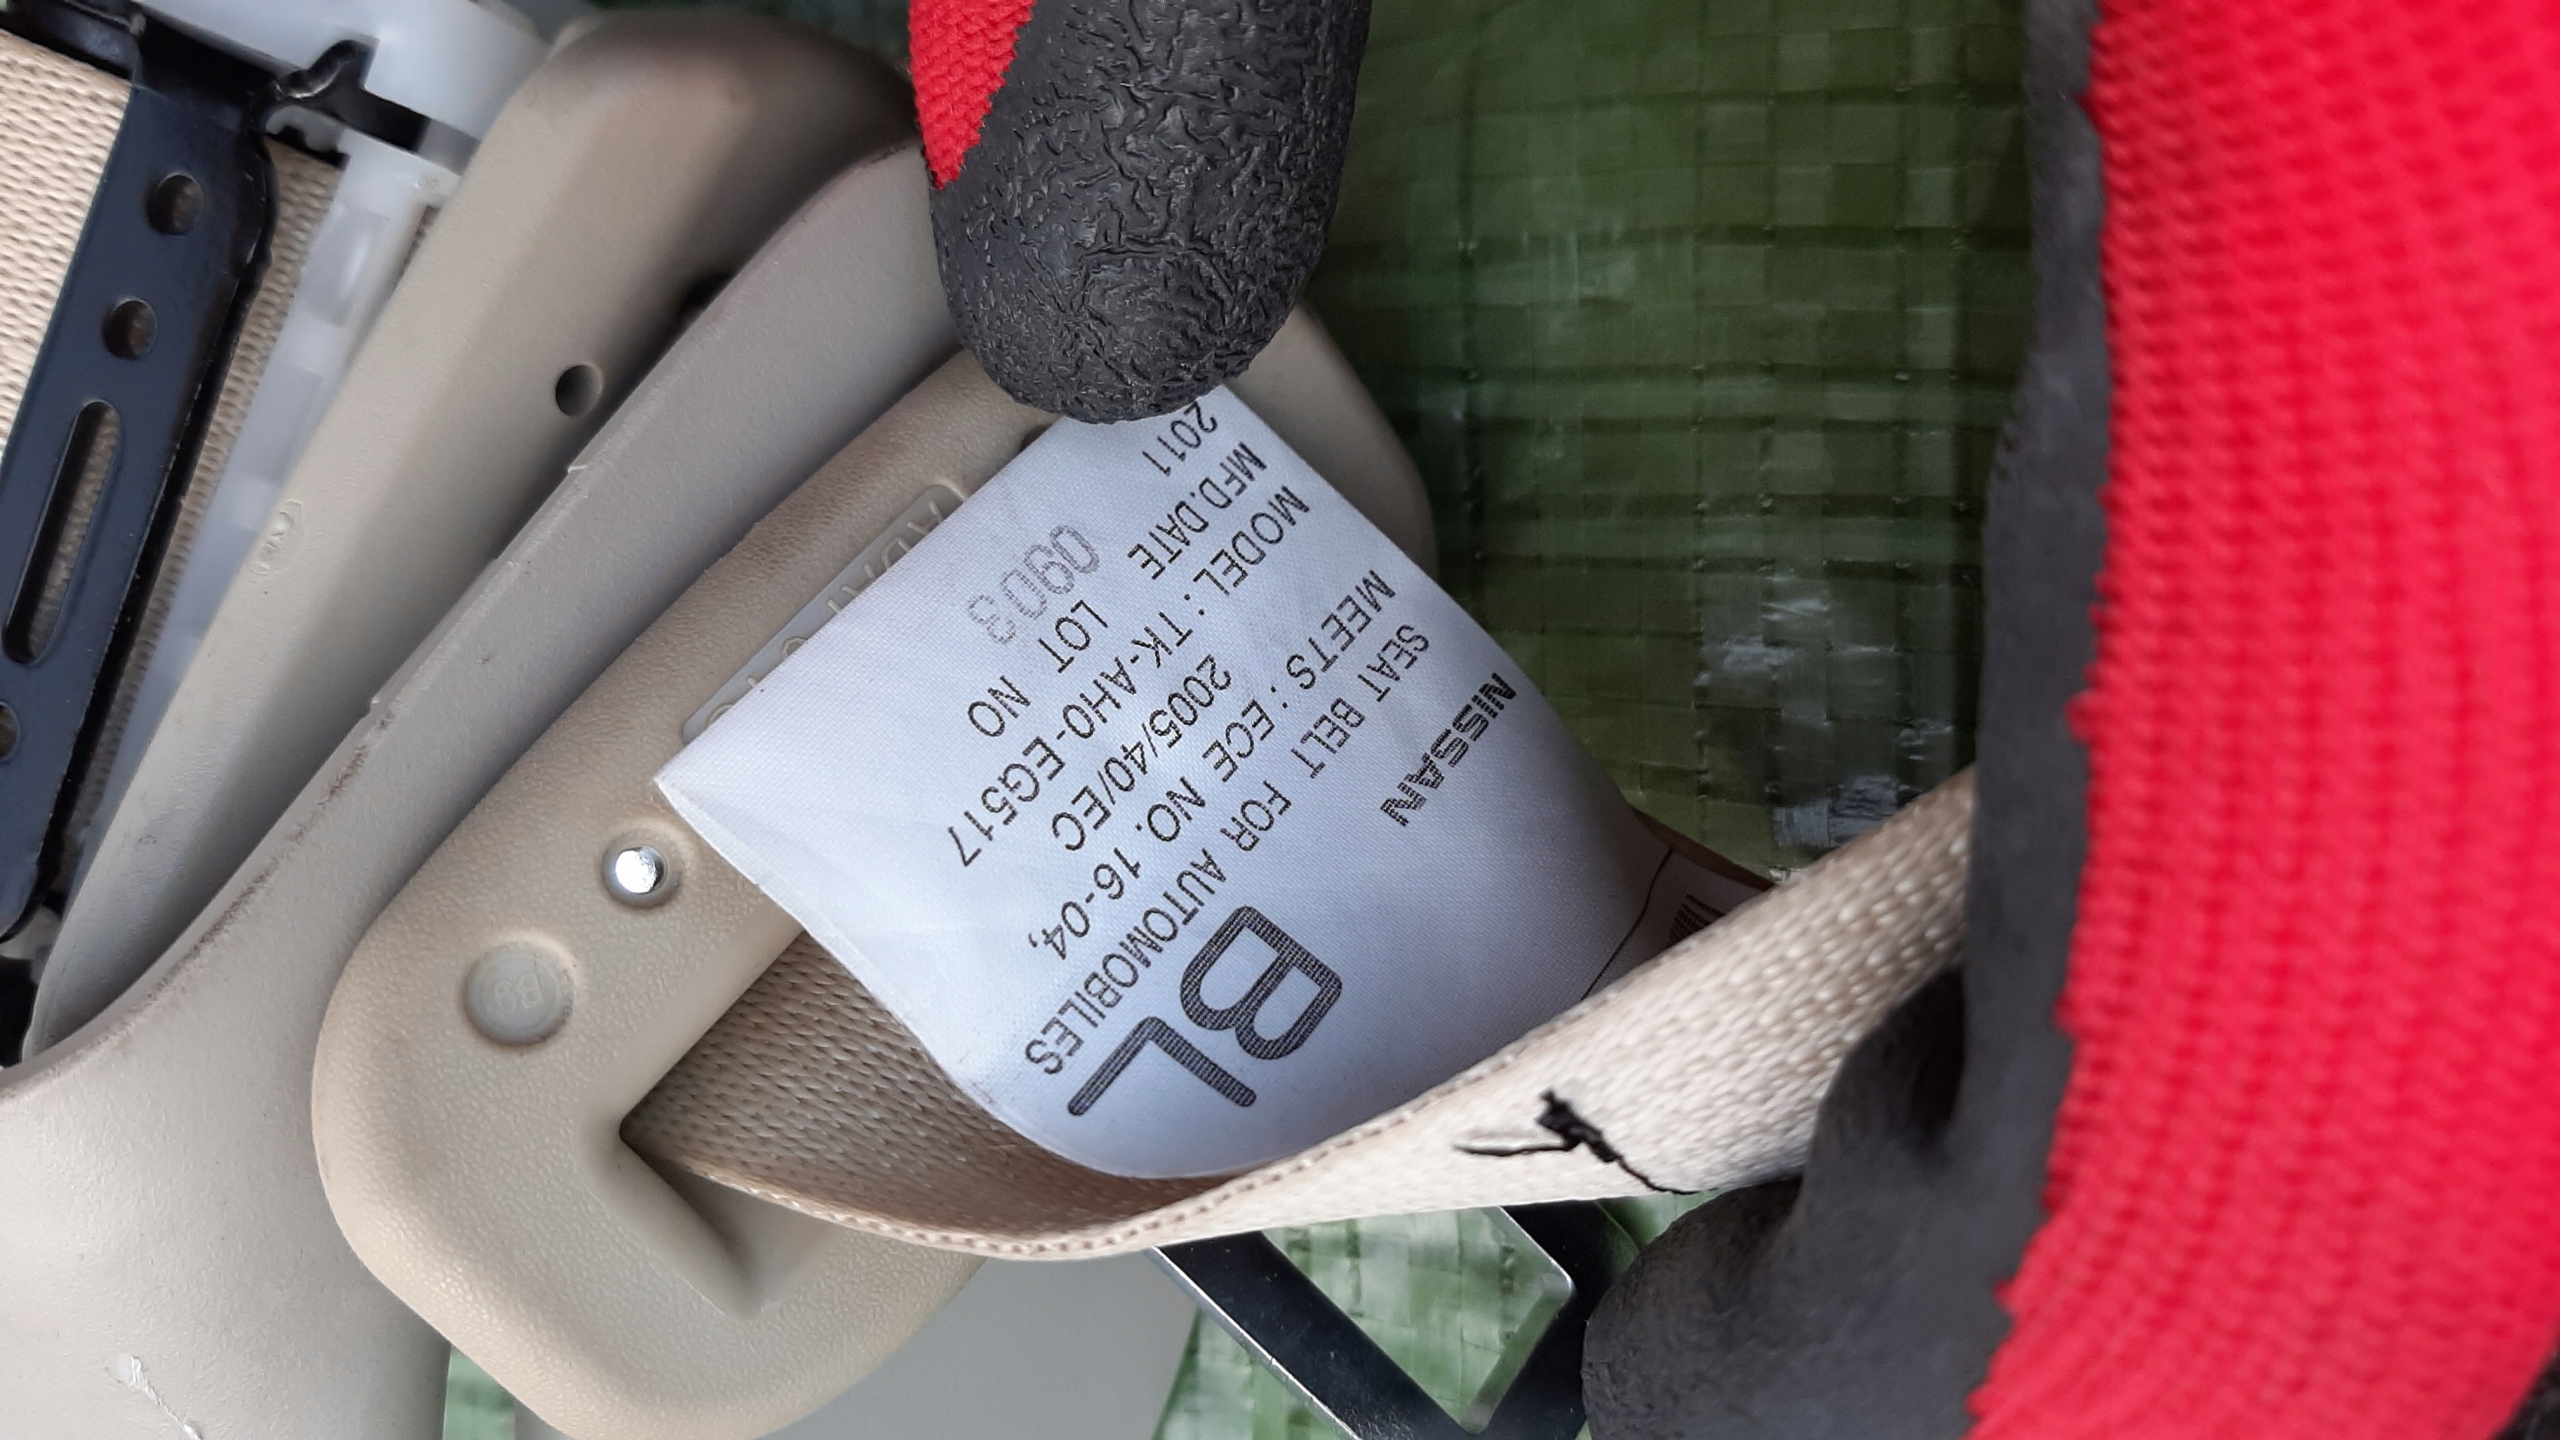 NISSAN
SEAT BELT FOR AUTOMOBILES
MEETS : ECE NO. 16-04,
2005/40/EC
MODEL : TK-AH0-EG517
MFD.DATE LOT NO
2011 0903
BL
B9